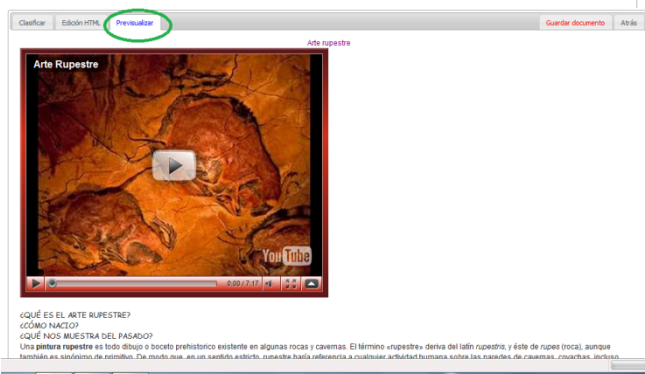 Clasificar Edición HTML Previsualizar Guardar documento Atrás
Arte rupestre
Arte Rupestre
YouTube
0:00 / 7:17
¿QUÉ ES EL ARTE RUPESTRE?
¿CÓMO NACIO?
¿QUÉ NOS MUESTRA DEL PASADO?
Una pintura rupestre es todo dibujo o boceto prehistorico existente en algunas rocas y cavernas. El término «rupestre» deriva del latín rupestris, y éste de rupes (roca), aunque
también es sinónimo de primitivo. De modo que, en un sentido estricto, rupestre haría referencia a cualquier actividad humana sobre las paredes de cavernas, covachas, incluso